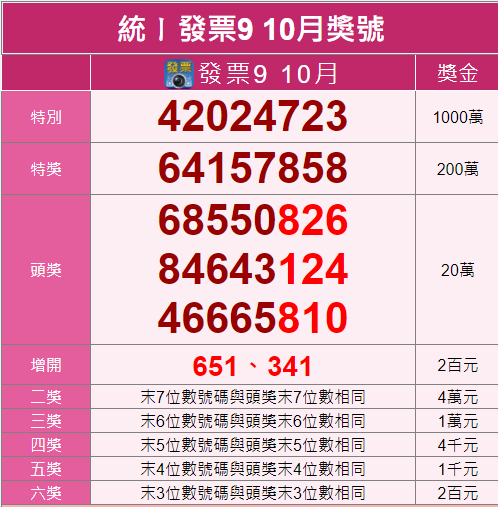 統〡發票9 10月獎號
發票 發票9 10月 獎金
特別 42024723 1000萬
特獎 64157858 200萬
68550826
84643124
頭獎 20萬
46665810
增開 651、341 2百元
二獎 末7位數號碼與頭獎末7位數相同 4萬元
三獎 末6位數號碼與頭獎末6位數相同 1萬元
四獎 末5位數號碼與頭獎末5位數相同 4千元
五獎 末4位數號碼與頭獎末4位數相同 1千元
六獎 末3位數號碼與頭獎末3位數相同 2百元